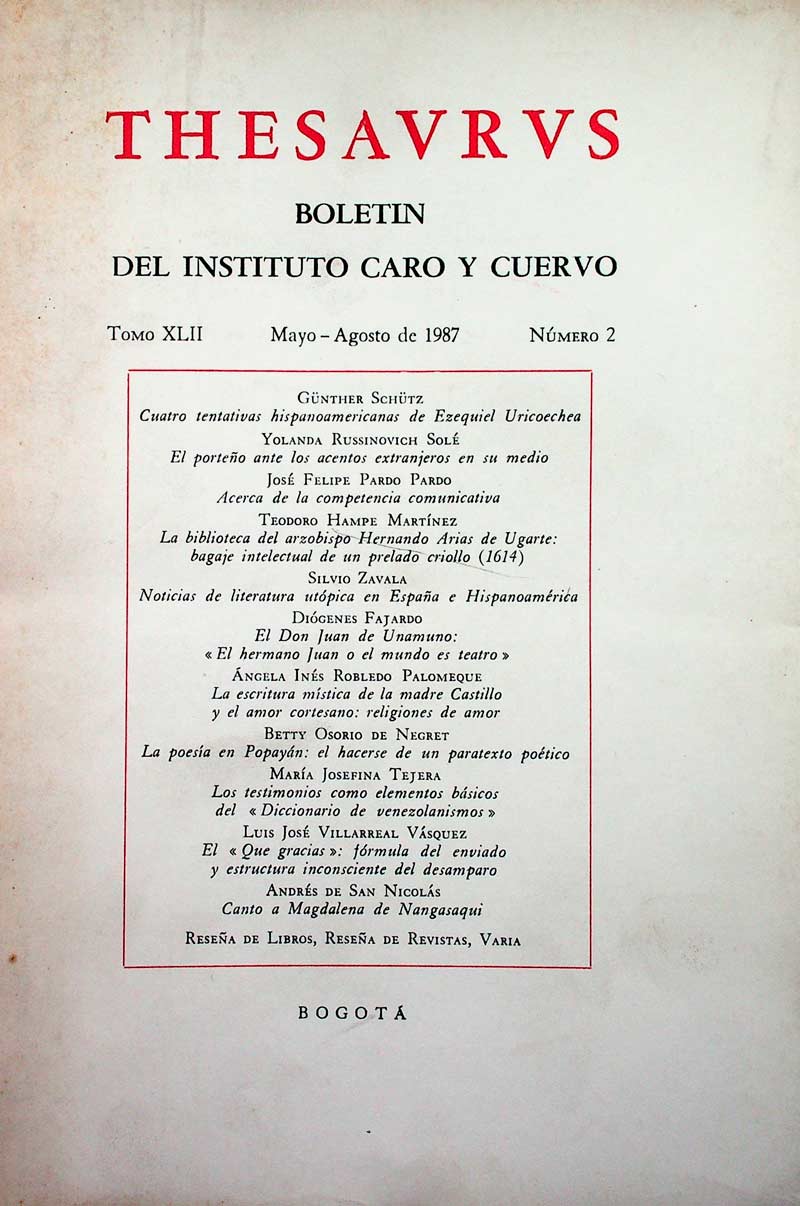 THESAVRVS
BOLETIN
DEL INSTITUTO CARO Y CUERVO
TOMO XLII Mayo – Agosto de 1987 NÚMERO 2
GÜNTHER SCHÜTZ
Cuatro tentativas hispanoamericanas de Ezequiel Uricoechea
YOLANDA RUSSINOVICH SOLÉ
El porteño ante los acentos extranjeros en su medio
JOSÉ FELIPE PARDO PARDO
Acerca de la competencia comunicativa
TEODORO HAMPE MARTÍNEZ
La biblioteca del arzobispo Hernando Arias de Ugarte:
bagaje intelectual de un prelado criollo (1614)
SILVIO ZAVALA
Noticias de literatura utópica en España e Hispanoamérica
DIÓGENES FAJARDO
El Don Juan de Unamuno:
« El hermano Juan o el mundo es teatro »
ÁNGELA INÉS ROBLEDO PALOMEQUE
La escritura mística de la madre Castillo
y el amor cortesano: religiones de amor
BETTY OSORIO DE NEGRET
La poesía en Popayán: el hacerse de un paratexto poético
MARÍA JOSEFINA TEJERA
Los testimonios como elementos básicos
del « Diccionario de venezolanismos »
LUIS JOSÉ VILLARREAL VÁSQUEZ
El « Que gracias »: fórmula del enviado
y estructura inconsciente del desamparo
ANDRÉS DE SAN NICOLÁS
Canto a Magdalena de Nangasaqui
RESEÑA DE LIBROS, RESEÑA DE REVISTAS, VARIA
BOGOTÁ